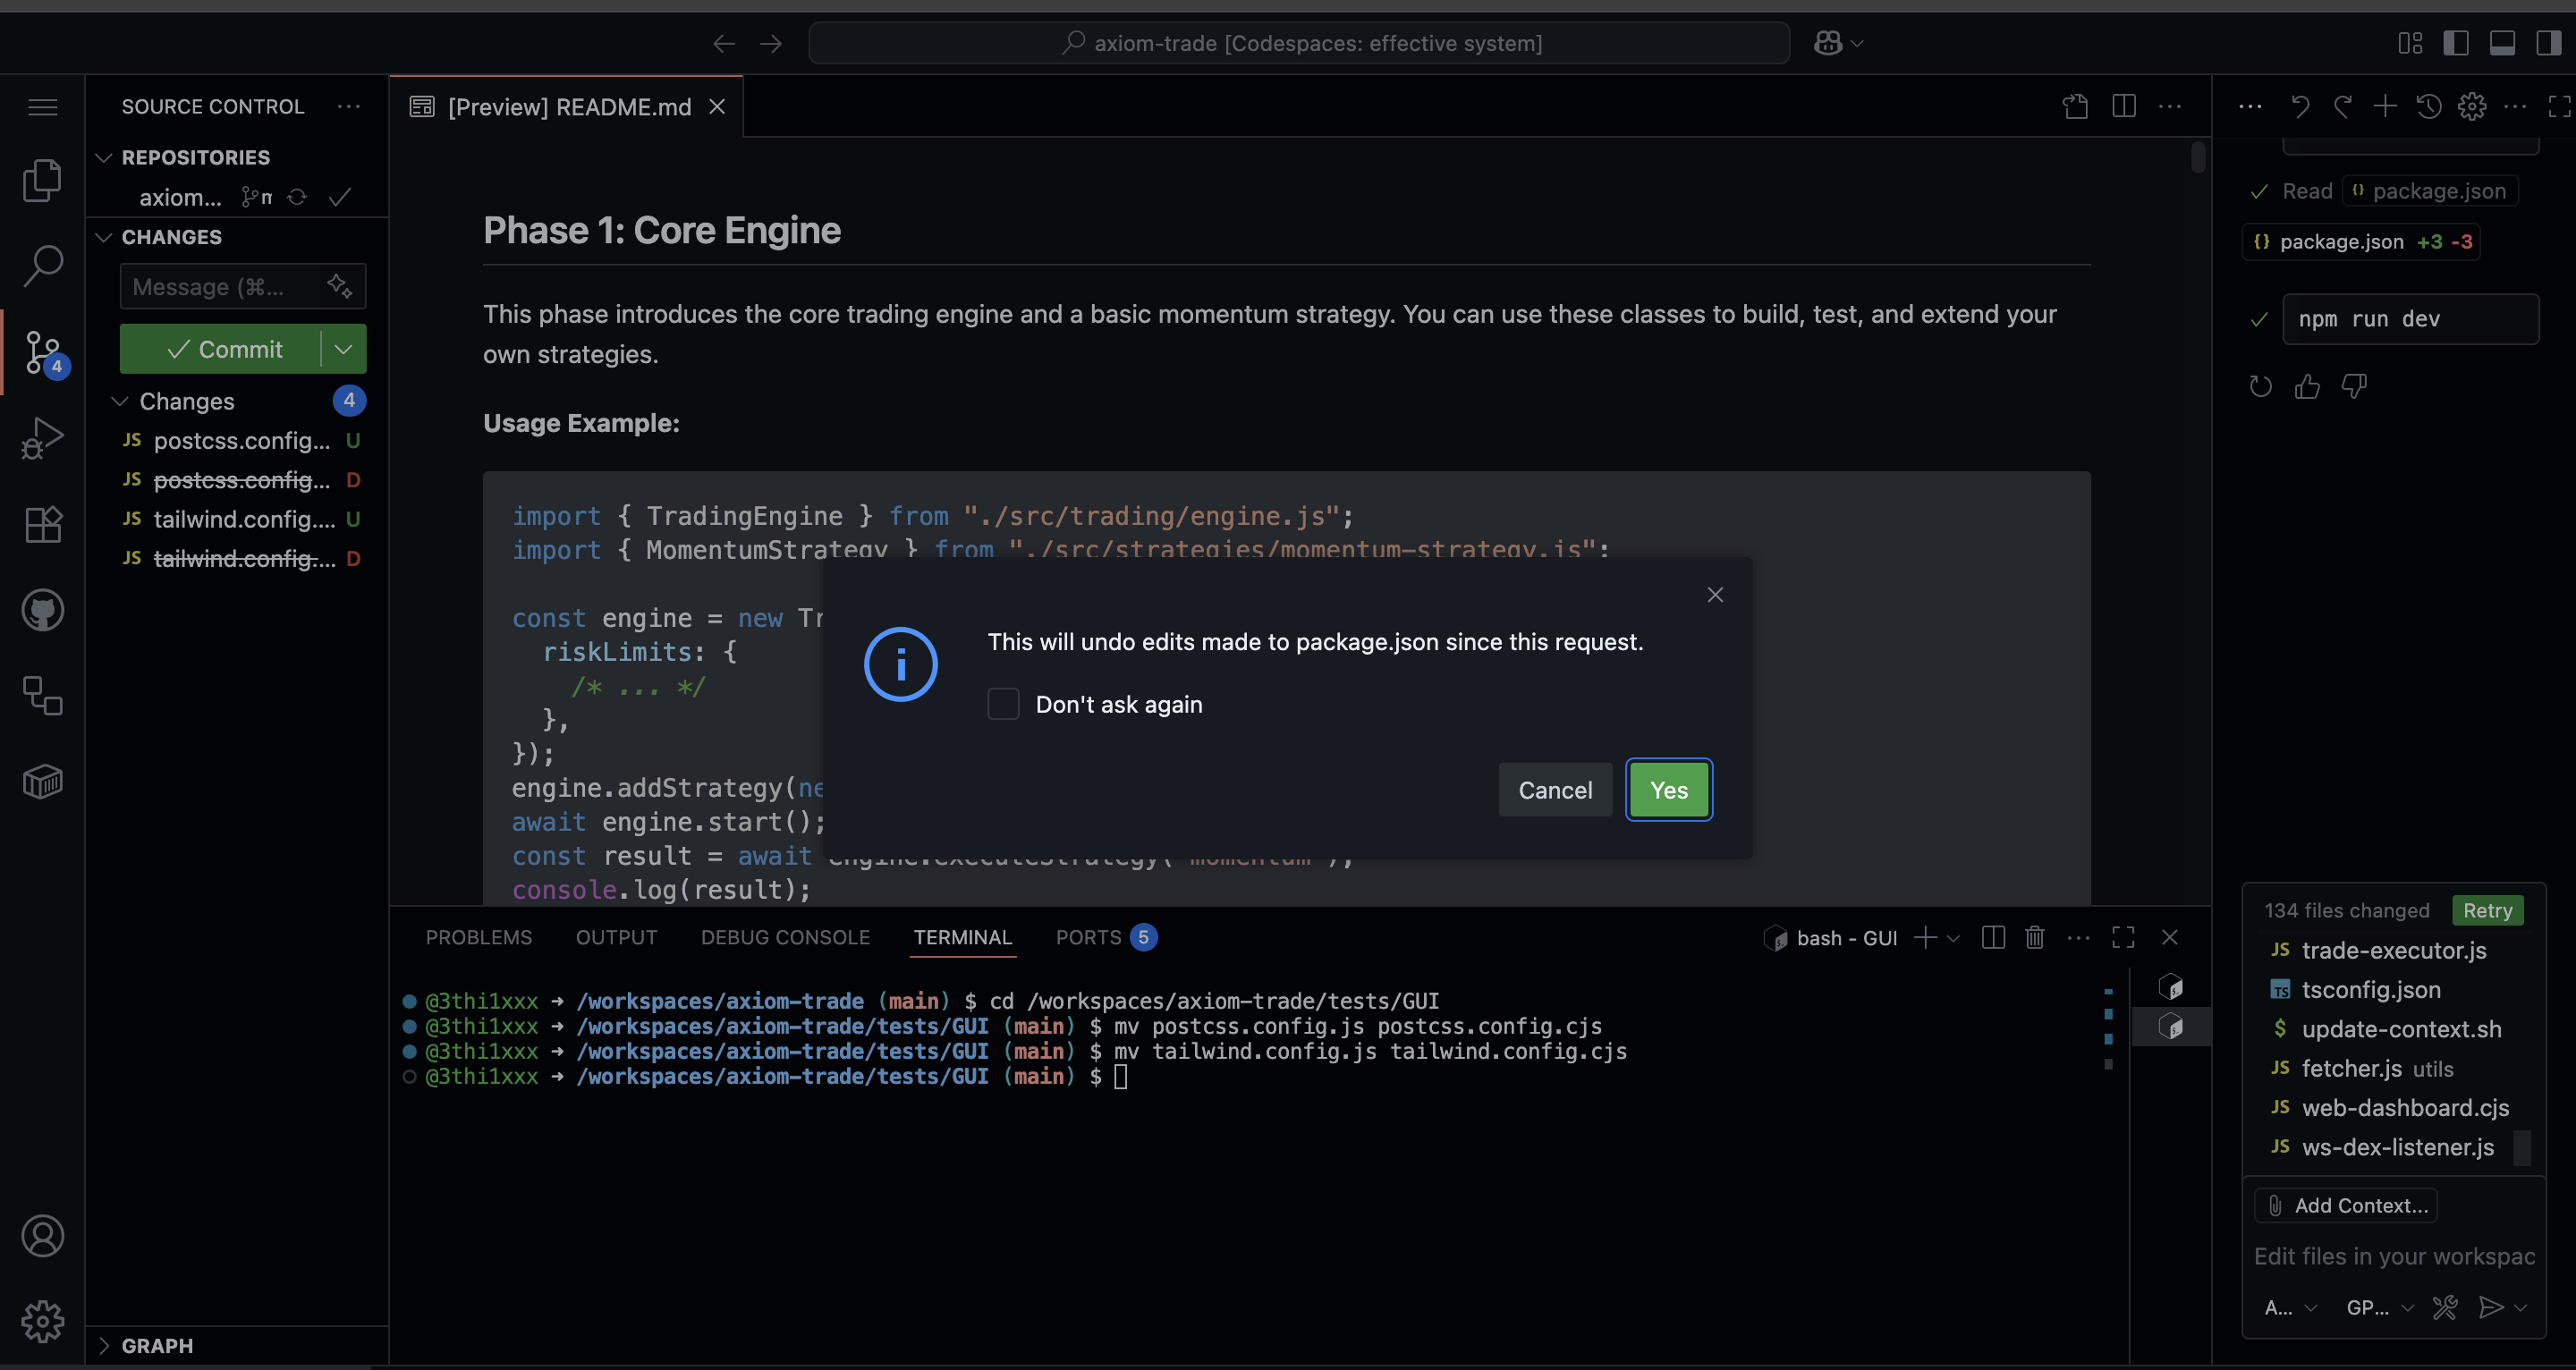 axiom-trade [Codespaces: effective system]
SOURCE CONTROL
REPOSITORIES
axiom...
CHANGES
Message (⌘...
Commit
Changes
4
postcss.config... U
postcss.config... D
tailwind.config.... U
tailwind.config.... D
4
GRAPH
[Preview] README.md
Phase 1: Core Engine
This phase introduces the core trading engine and a basic momentum strategy. You can use these classes to build, test, and extend your
own strategies.
Usage Example:
import { TradingEngine } from "./src/trading/engine.js";
import { MomentumStrategy } from "./src/strategies/momentum-strategy.js";
const engine = new Tr
riskLimits: {
/* ... */
},
});
engine.addStrategy(ne
await engine.start();
const result = await engine.executeStrategy("momentum");
console.log(result);
This will undo edits made to package.json since this request.
Don't ask again
Cancel
Yes
PROBLEMS
OUTPUT
DEBUG CONSOLE
TERMINAL
PORTS 5
bash - GUI
@3thi1xxx ➜ /workspaces/axiom-trade (main) $ cd /workspaces/axiom-trade/tests/GUI
@3thi1xxx ➜ /workspaces/axiom-trade/tests/GUI (main) $ mv postcss.config.js postcss.config.cjs
@3thi1xxx ➜ /workspaces/axiom-trade/tests/GUI (main) $ mv tailwind.config.js tailwind.config.cjs
@3thi1xxx ➜ /workspaces/axiom-trade/tests/GUI (main) $
Read {} package.json
{} package.json +3 -3
npm run dev
134 files changed
Retry
JS trade-executor.js
TS tsconfig.json
$ update-context.sh
JS fetcher.js utils
JS web-dashboard.cjs
JS ws-dex-listener.js
Add Context...
Edit files in your workspac
A...
GP...